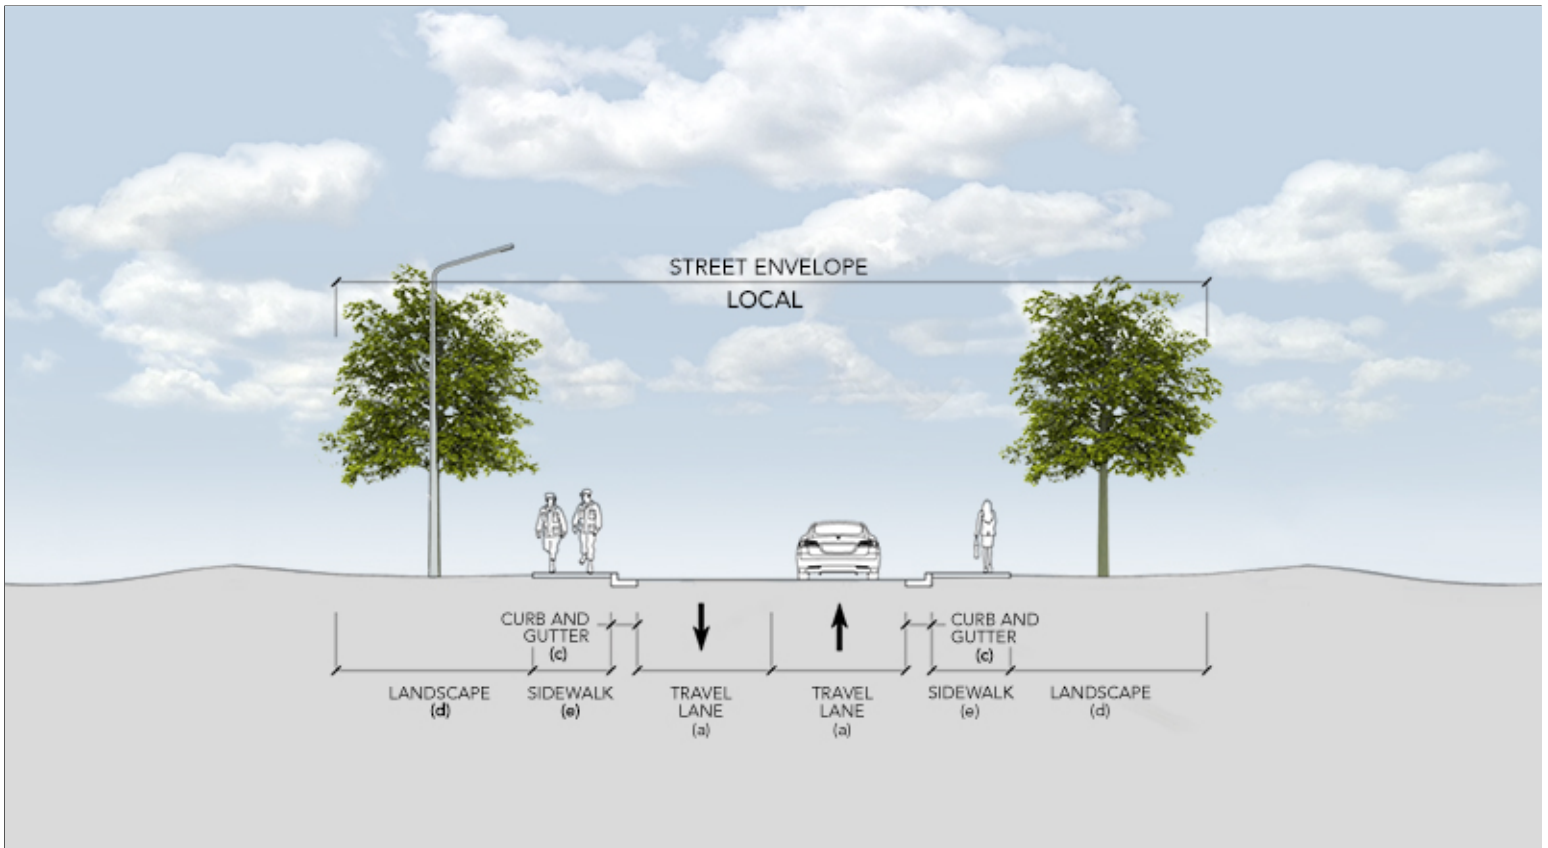 STREET ENVELOPE
LOCAL
CURB AND
GUTTER
(c)
CURB AND
GUTTER
(c)
LANDSCAPE
(d)
SIDEWALK
(e)
TRAVEL
LANE
(a)
TRAVEL
LANE
(a)
SIDEWALK
(e)
LANDSCAPE
(d)